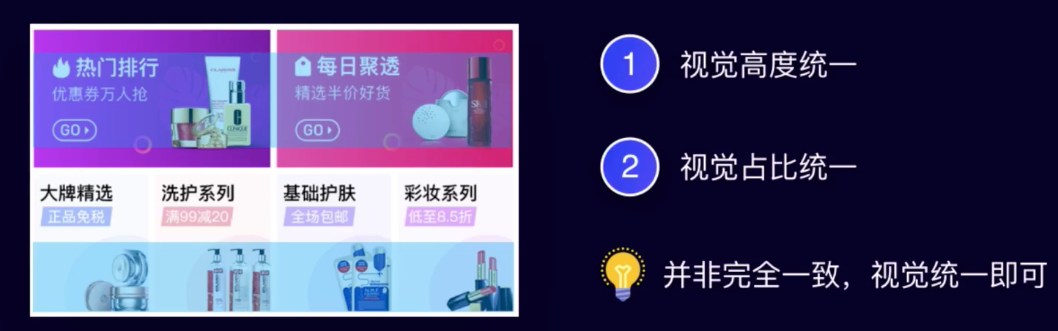 热门排行
优惠券万人抢
GO
每日聚透
精选半价好货
GO
CLINIQUE
SK-II
大牌精选
正品免税
洗护系列
满99减20
基础护肤
全场包邮
彩妆系列
低至8.5折
1 视觉高度统一
2 视觉占比统一
并非完全一致，视觉统一即可